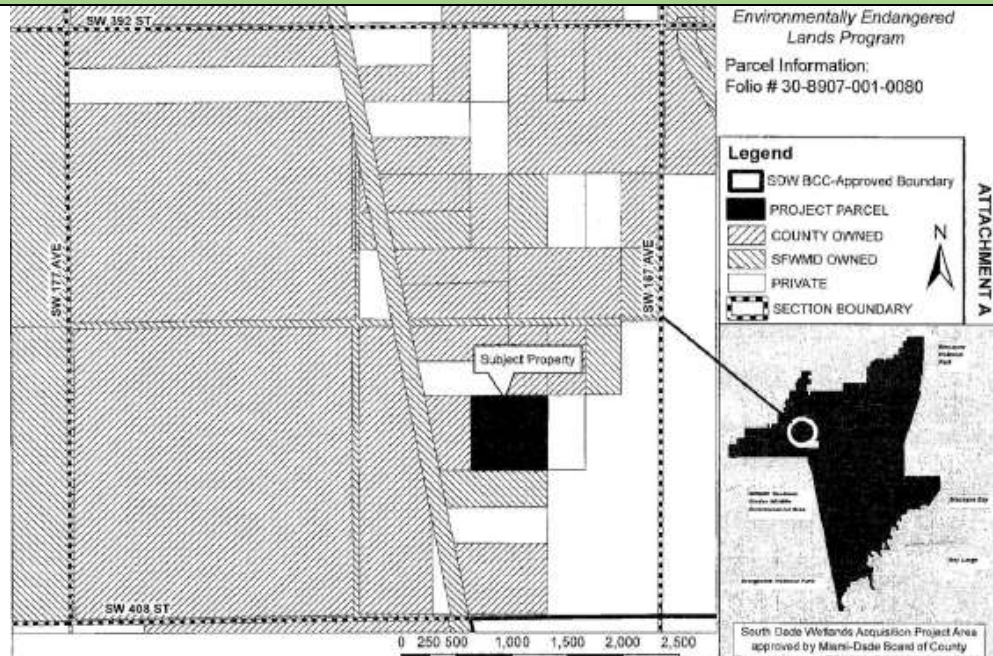 SW 392 ST
SW 177 AVE
SW 167 AVE
Subject Property
SW 408 ST
0 250 500 1,000 1,500 2,000 2,500
Environmentally Endangered
Lands Program
Parcel Information:
Folio # 30-8907-001-0080
Legend
SDW BCC-Approved Boundary
PROJECT PARCEL
COUNTY OWNED
SFWMD OWNED
PRIVATE
SECTION BOUNDARY
N
ATTACHMENT A
Biscayne Bay
Key Largo
Everglades National Park
South Dade Wetlands Acquisition Project Area
approved by Miami-Dade Board of County